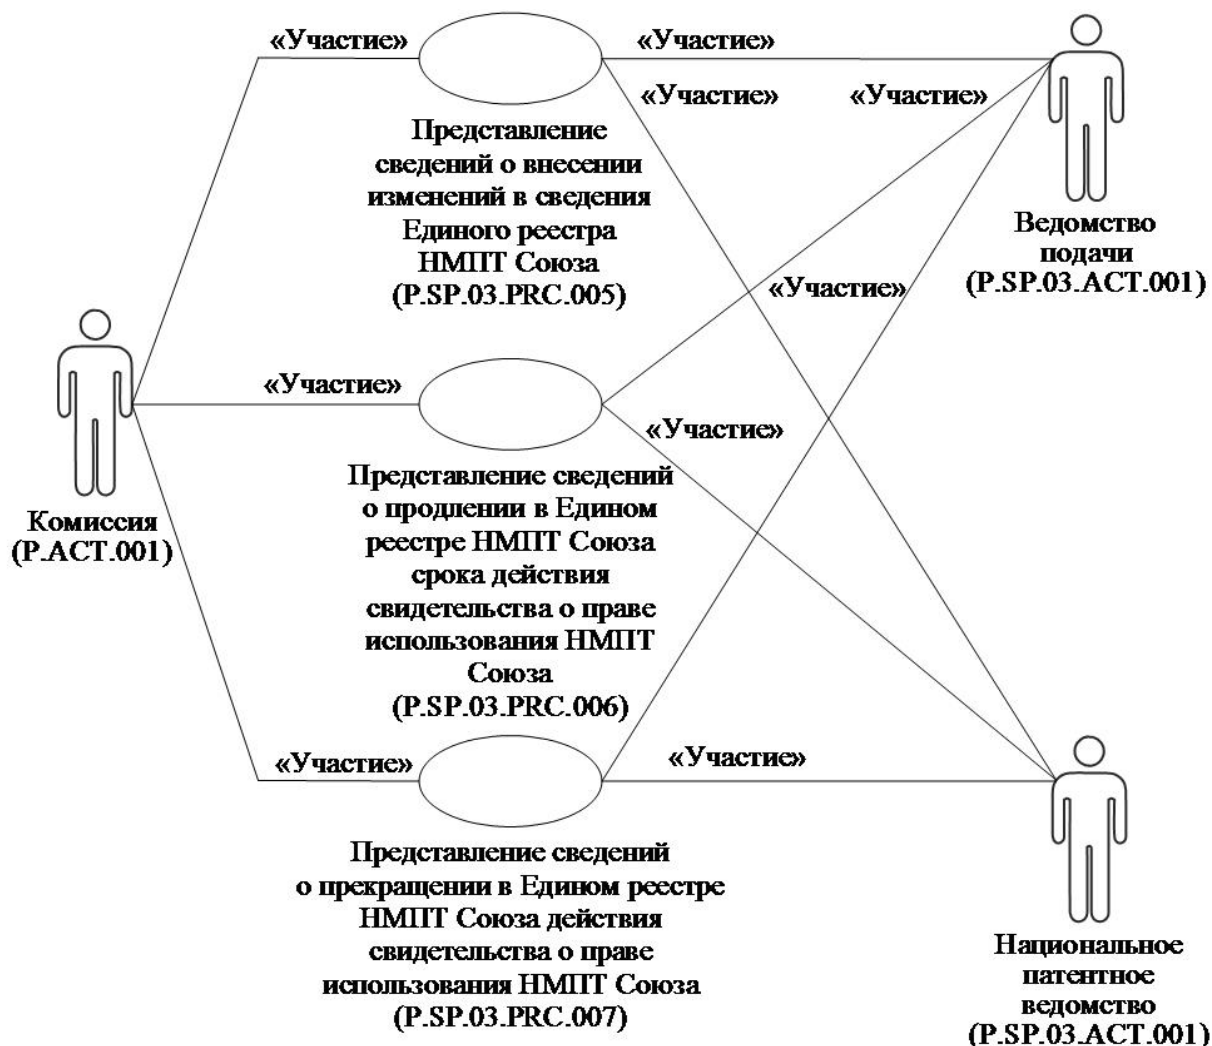 «Участие»
«Участие»
«Участие»
«Участие»
Представление
сведений о внесении
изменений в сведения
Единого реестра
НМПТ Союза
(P.SP.03.PRC.005)
Ведомство
подачи
(P.SP.03.ACT.001)
«Участие»
«Участие»
«Участие»
Комиссия
(P.ACT.001)
Представление сведений
о продлении в Едином
реестре НМПТ Союза
срока действия
свидетельства о праве
использования НМПТ
Союза
(P.SP.03.PRC.006)
«Участие»
«Участие»
Представление сведений
о прекращении в Едином реестре
НМПТ Союза действия
свидетельства о праве
использования НМПТ Союза
(P.SP.03.PRC.007)
Национальное
патентное
ведомство
(P.SP.03.ACT.001)